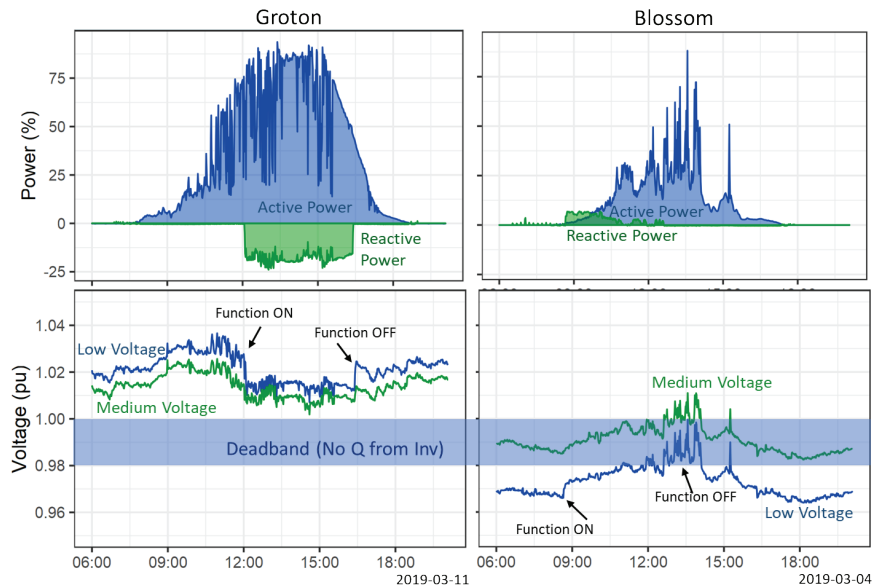 Groton
Blossom
Power (%)
75
50
25
0
-25
Active Power
Reactive
Power
Active Power
Reactive Power
Voltage (pu)
1.04
1.02
1.00
0.98
0.96
Function ON
Function OFF
Low Voltage
Medium Voltage
Deadband (No Q from Inv)
Medium Voltage
Function OFF
Function ON
Low Voltage
06:00 09:00 12:00 15:00 18:00
2019-03-11
06:00 09:00 12:00 15:00 18:00
2019-03-04